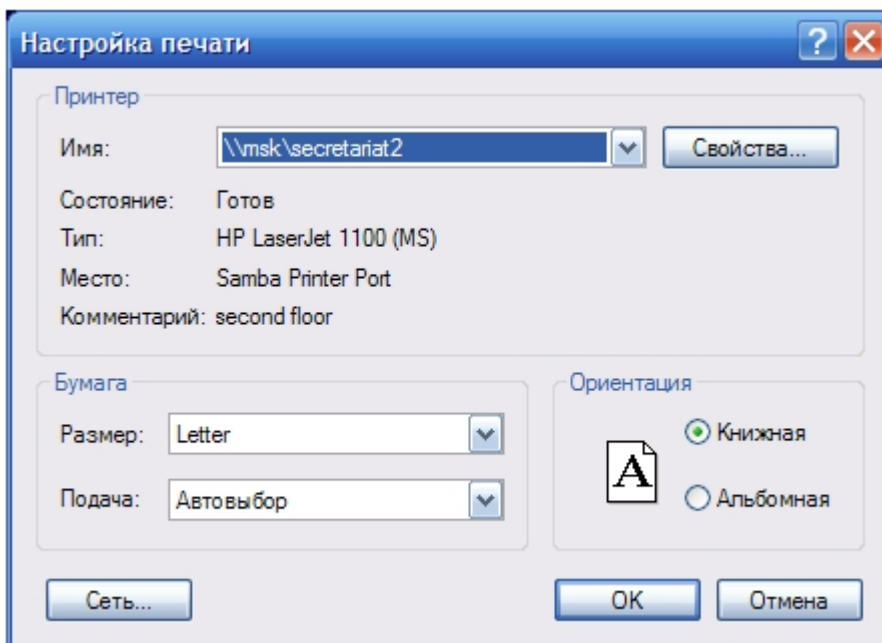 Настройка печати
Принтер
Имя: \\msk\secretariat2 Свойства...
Состояние: Готов
Тип: HP LaserJet 1100 (MS)
Место: Samba Printer Port
Комментарий: second floor
Бумага
Размер: Letter
Подача: Автовыбор
Ориентация
A
Книжная
Альбомная
Сеть... OK Отмена